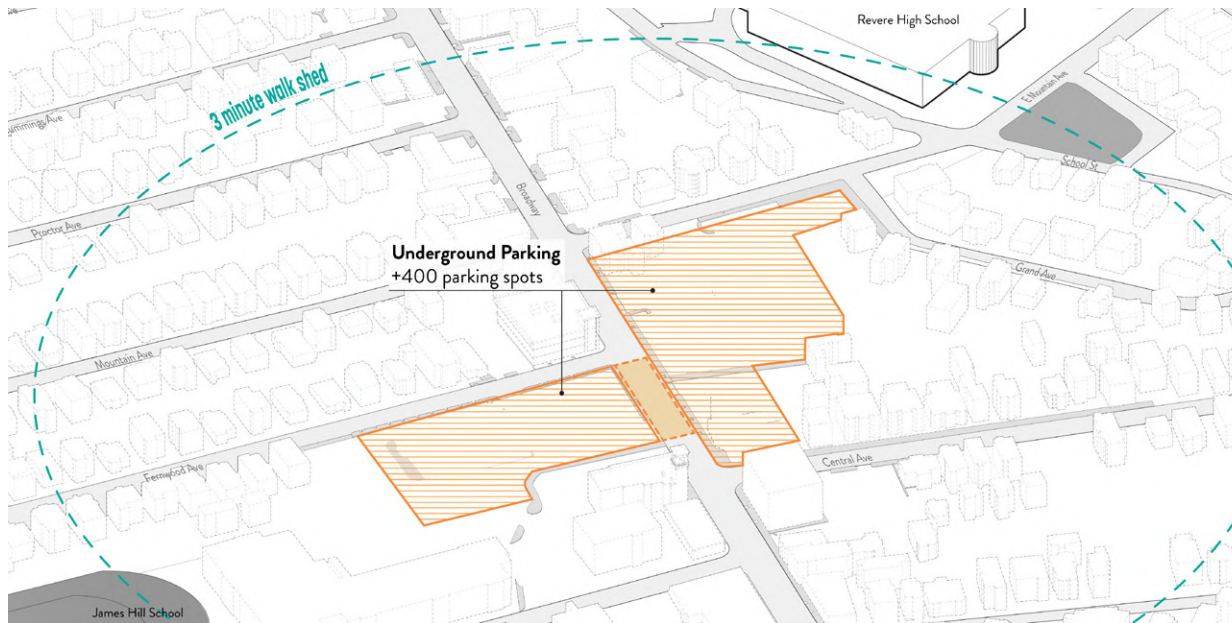 Revere High School
3 minute walk shed
E Mountain Ave
ummings Ave
School St.
Broadway
Proctor Ave
Underground Parking
+400 parking spots
Grand Ave
Mountain Ave
Central Ave
Fernwood Ave
James Hill School